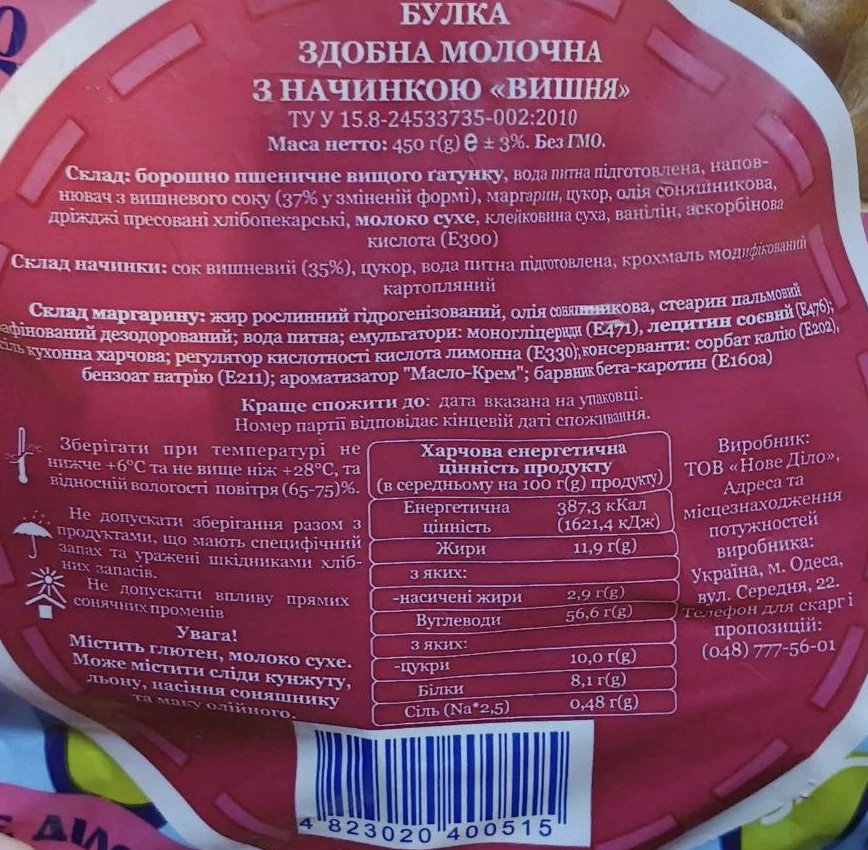 БУЛКА
ЗДОБНА МОЛОЧНА
З НАЧИНКОЮ «ВИШНЯ»
ТУ У 15.8-24533735-002:2010
Маса нетто: 450 г(g) e ± 3%. Без ГМО.
Склад: борошно пшеничне вищого ґатунку, вода питна підготовлена, напов-
нювач з вишневого соку (37% у зміненій формі), маргарин, цукор, олія соняшникова,
дріжджі пресовані хлібопекарські, молоко сухе, клейковина суха, ванілін, аскорбінова
кислота (Е300)
Склад начинки: сок вишневий (35%), цукор, вода питна підготовлена, крохмаль модифікований
картопляний
Склад маргарину: жир рослинний гідрогенізований, олія соняшникова, стеарин пальмовий
афінований дезодорований; вода питна; емульгатори: моногліцериди (Е471), лецитин соєвий (Е476);
сіль кухонна харчова; регулятор кислотності кислота лимонна (Е330); консерванти: сорбат калію (Е202),
бензоат натрію (Е211); ароматизатор "Масло-Крем"; барвник бета-каротин (Е160а)
Краще спожити до: дата вказана на упаковці.
Номер партії відповідає кінцевій даті споживання.
Зберігати при температурі не
нижче +6°С та не вище ніж +28°С, та
відносній вологості повітря (65-75)%.
Не допускати зберігання разом з
продуктами, що мають специфічний
запах та уражені шкідниками хліб-
них запасів.
Не допускати впливу прямих
сонячних променів
Увага!
Містить глютен, молоко сухе.
Може містити сліди кунжуту,
льону, насіння соняшнику
та маку олійного.
Харчова енергетична
цінність продукту
(в середньому на 100 г(g) продукту)
Енергетична цінність 387,3 кКал
(1621,4 кДж)
Жири 11,9 г(g)
з яких:
-насичені жири 2,9 г(g)
Вуглеводи 56,6 г(g)
з яких:
-цукри 10,0 г(g)
Білки 8,1 г(g)
Сіль (Na*2,5) 0,48 г(g)
Виробник:
ТОВ «Нове Діло»,
Адреса та
місцезнаходження
потужностей
виробника:
Україна, м. Одеса,
вул. Середня, 22.
Телефон для скарг і
пропозицій:
(048) 777-56-01
4 823020 400515